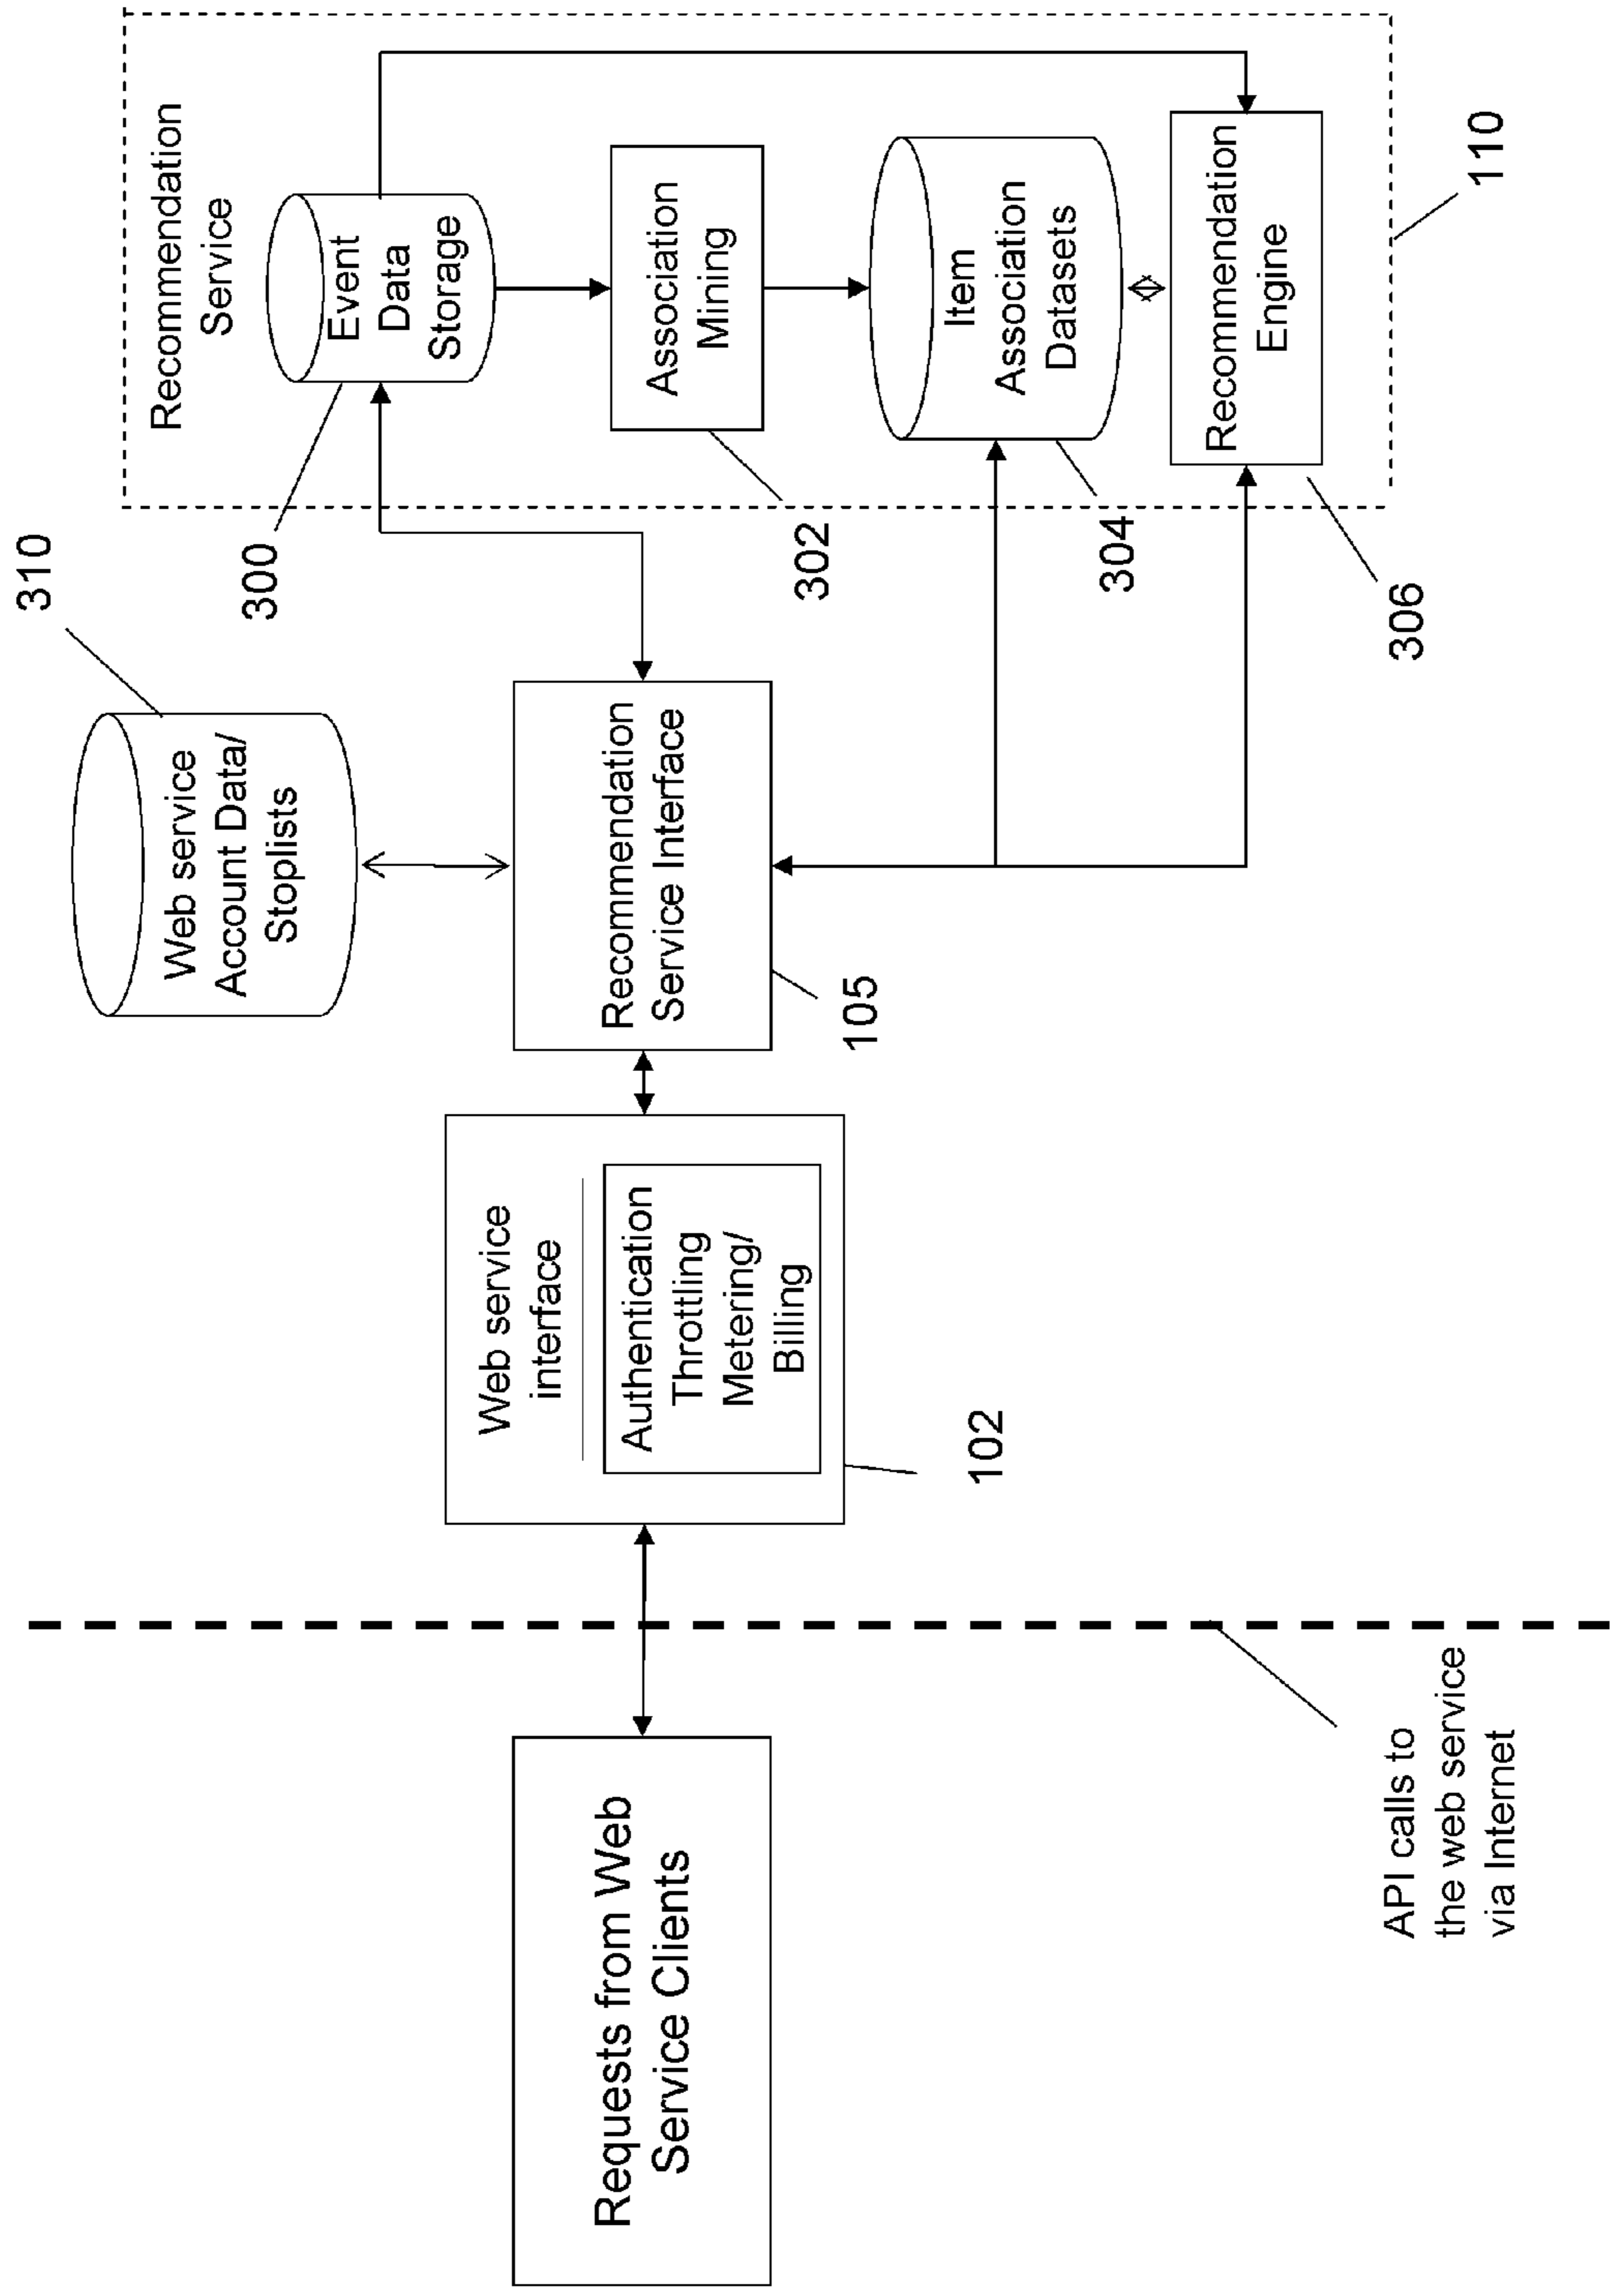 Requests from Web
Service Clients
API calls to
the web service
via Internet
Web service
interface
Authentication
Throttling
Metering/
Billing
102
Web service
Account Data/
Stoplists
310
Recommendation
Service Interface
105
Recommendation
Service
Event
Data
Storage
300
Association
Mining
302
Item
Association
Datasets
304
Recommendation
Engine
306
110